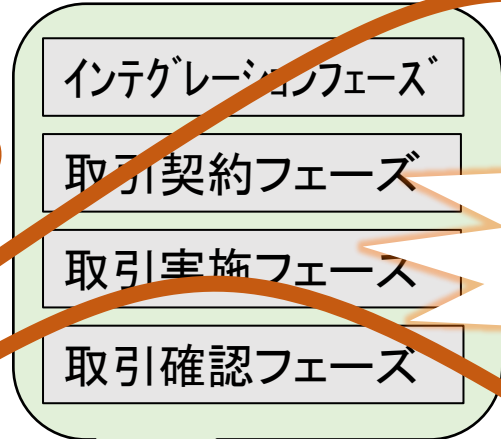 インテグレーションフェーズ
取引契約フェーズ
取引実施フェーズ
取引確認フェーズ